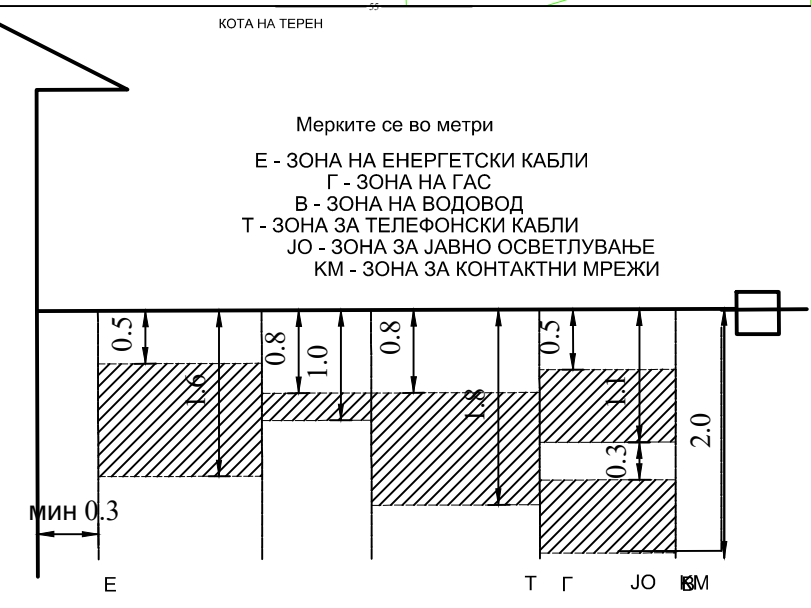 55
КОТА НА ТЕРЕН
Мерките се во метри
Е - ЗОНА НА ЕНЕРГЕТСКИ КАБЛИ
Г - ЗОНА НА ГАС
В - ЗОНА НА ВОДОВОД
Т - ЗОНА ЗА ТЕЛЕФОНСКИ КАБЛИ
ЈО - ЗОНА ЗА ЈАВНО ОСВЕТЛУВАЊЕ
КМ - ЗОНА ЗА КОНТАКТНИ МРЕЖИ
0.5
1.6
0.8
1.0
0.8
1.8
0.5
1.1
0.3
2.0
мин 0.3
Е Т Г ЈО В КМ